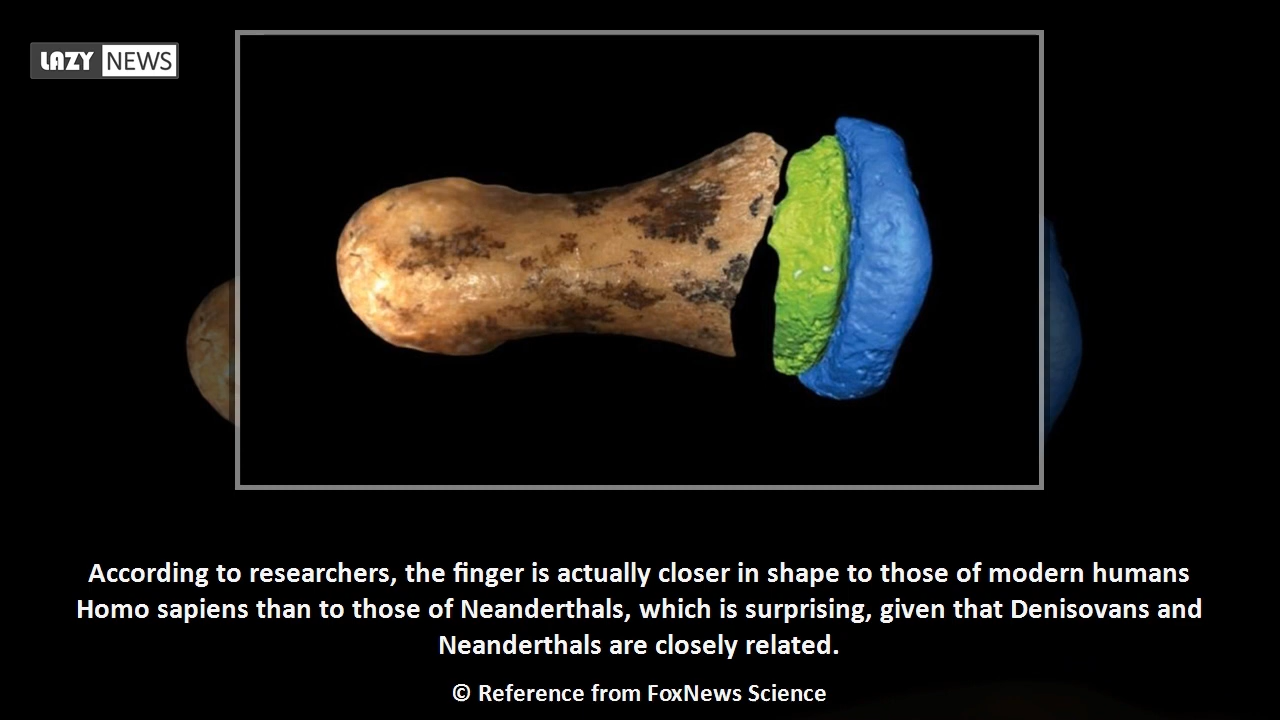 LAZY NEWS
According to researchers, the finger is actually closer in shape to those of modern humans
Homo sapiens than to those of Neanderthals, which is surprising, given that Denisovans and
Neanderthals are closely related.
© Reference from FoxNews Science